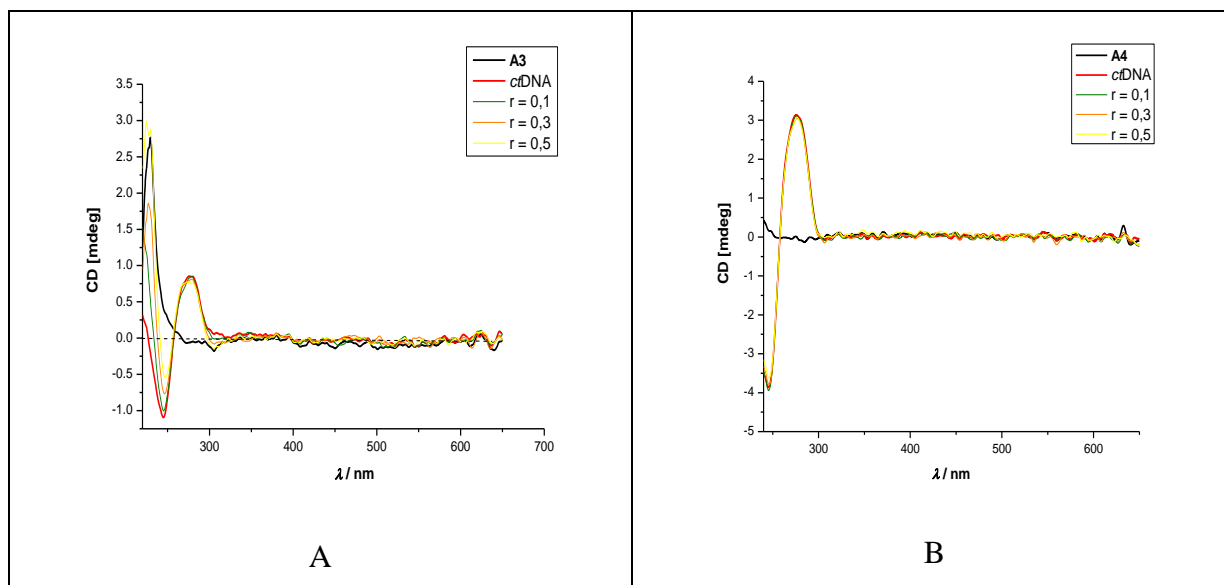 A3
ctDNA
r = 0,1
r = 0,3
r = 0,5
3.5
3.0
2.5
2.0
1.5
1.0
0.5
0.0
-0.5
-1.0
CD [mdeg]
300 400 500 600 700
λ / nm
A
A4
ctDNA
r = 0,1
r = 0,3
r = 0,5
4
3
2
1
0
-1
-2
-3
-4
-5
CD [mdeg]
300 400 500 600
λ / nm
B